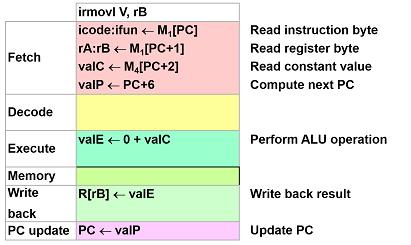 irmovl V, rB
Fetch
icode:ifun ← M1[PC] Read instruction byte
rA:rB ← M1[PC+1] Read register byte
valC ← M4[PC+2] Read constant value
valP ← PC+6 Compute next PC
Decode
Execute valE ← 0 + valC Perform ALU operation
Memory
Write back R[rB] ← valE Write back result
PC update PC ← valP Update PC